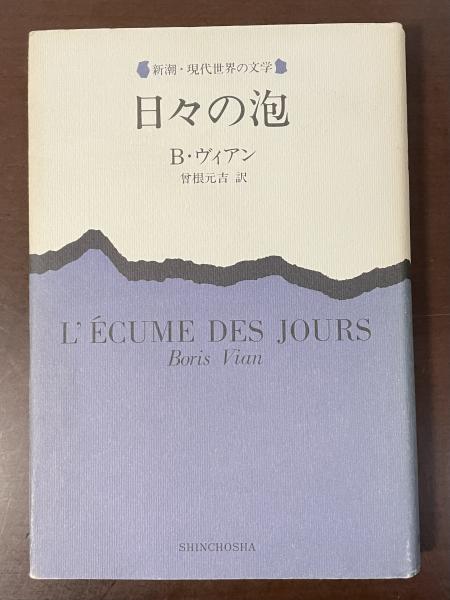 新潮・現代世界の文学
日々の泡
B・ヴィアン
曾根元吉 訳
L'ÉCUME DES JOURS
Boris Vian
SHINCHOSHA